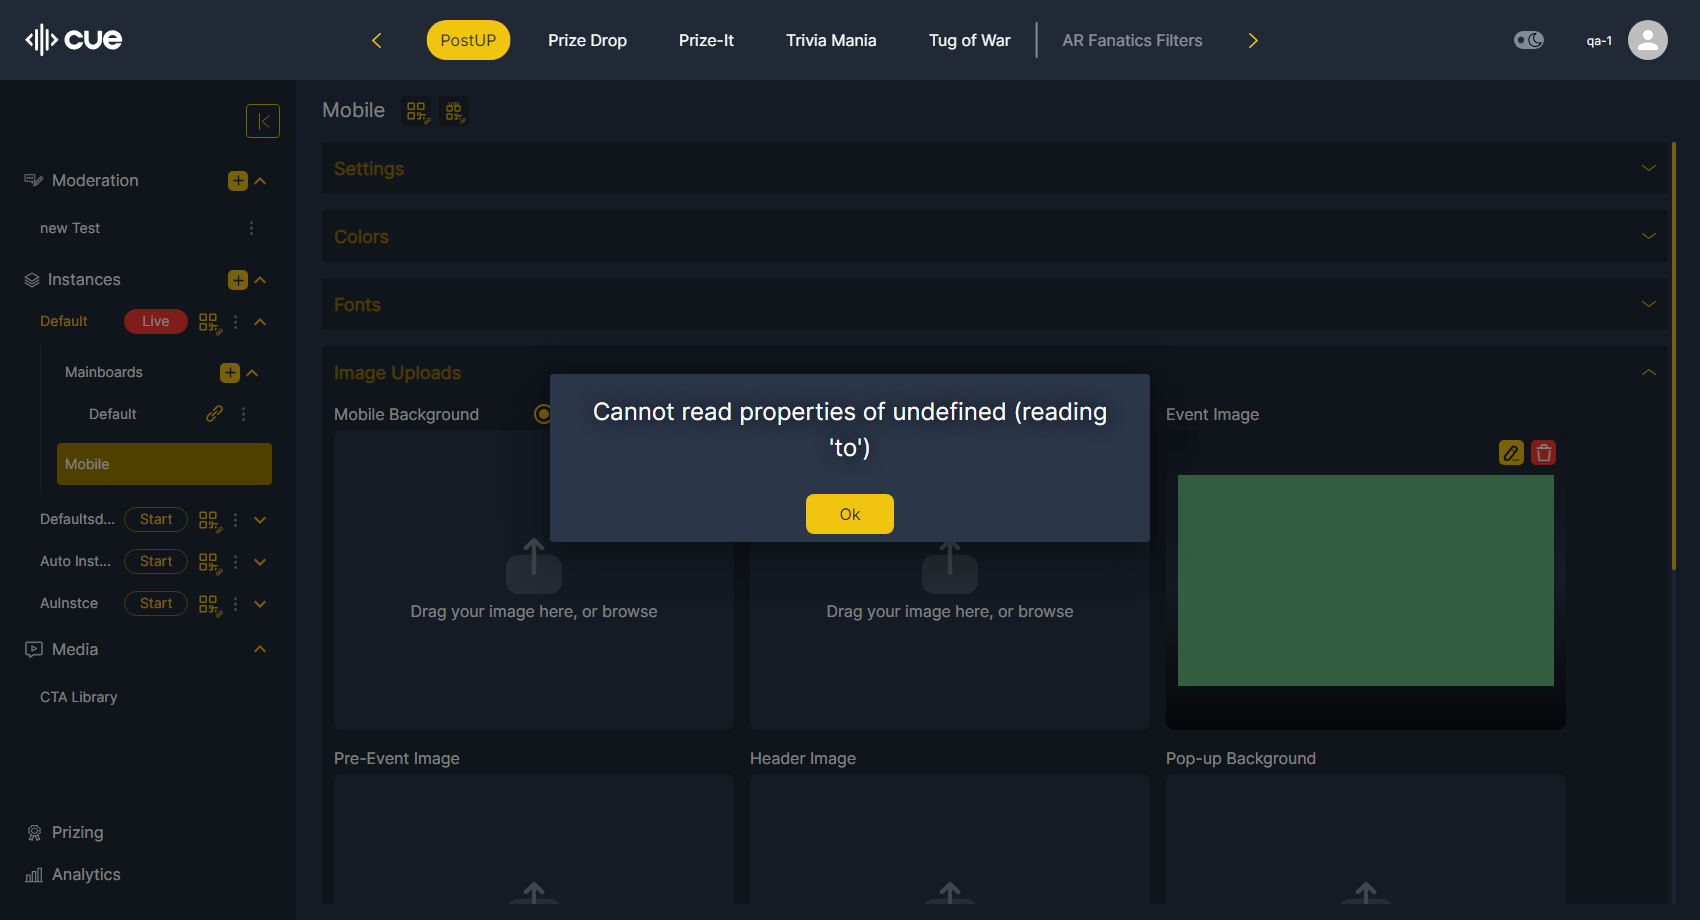 cue
PostUP
Prize Drop
Prize-It
Trivia Mania
Tug of War
AR Fanatics Filters
qa-1
Moderation
new Test
Instances
Default
Live
Mainboards
Default
Mobile
Defaultsd...
Start
Auto Inst...
Start
AuInstce
Start
Media
CTA Library
Prizing
Analytics
Mobile
Settings
Colors
Fonts
Image Uploads
Mobile Background
Event Image
Cannot read properties of undefined (reading
'to')
Ok
Drag your image here, or browse
Drag your image here, or browse
Pre-Event Image
Header Image
Pop-up Background